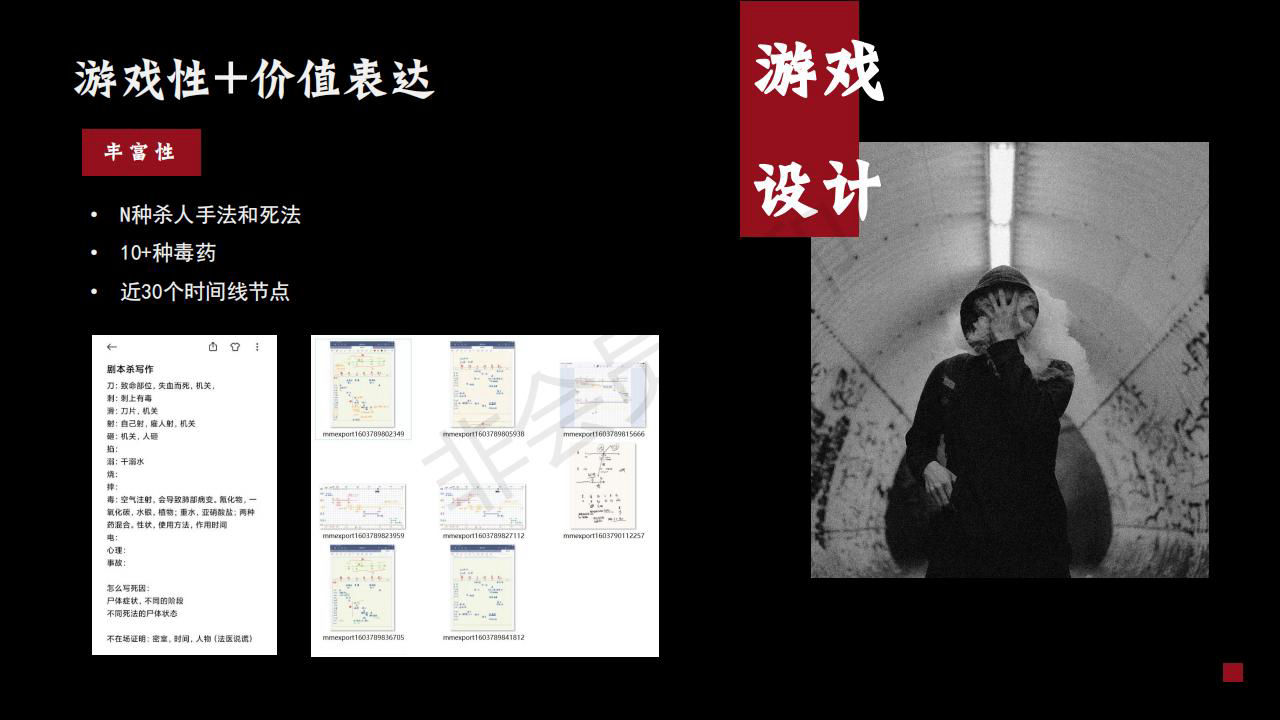 游戏性＋价值表达
丰富性
• N种杀人手法和死法
• 10+种毒药
• 近30个时间线节点
剧本杀写作
刀：致命部位，失血而死，机关，
刺：刺上有毒
滑：刀片，机关
射：自己射，雇人射，机关
砸：机关，人砸
掐：
溺：干溺水
烧：
摔：
毒：空气注射，会导致肺部病变。氰化物，一
氧化碳，水银，植物；重水，亚硝酸盐；两种
药混合。性状，使用方法，作用时间
电：
心理：
事故：
怎么写死因：
尸体症状，不同的阶段
不同死法的尸体状态
不在场证明：密室，时间，人物（法医说谎）
mmexport1603789802349
mmexport1603789805938
mmexport1603789815666
mmexport1603789823959
mmexport1603789827112
mmexport1603790112257
mmexport1603789836705
mmexport1603789841812
非会员
游戏
设计